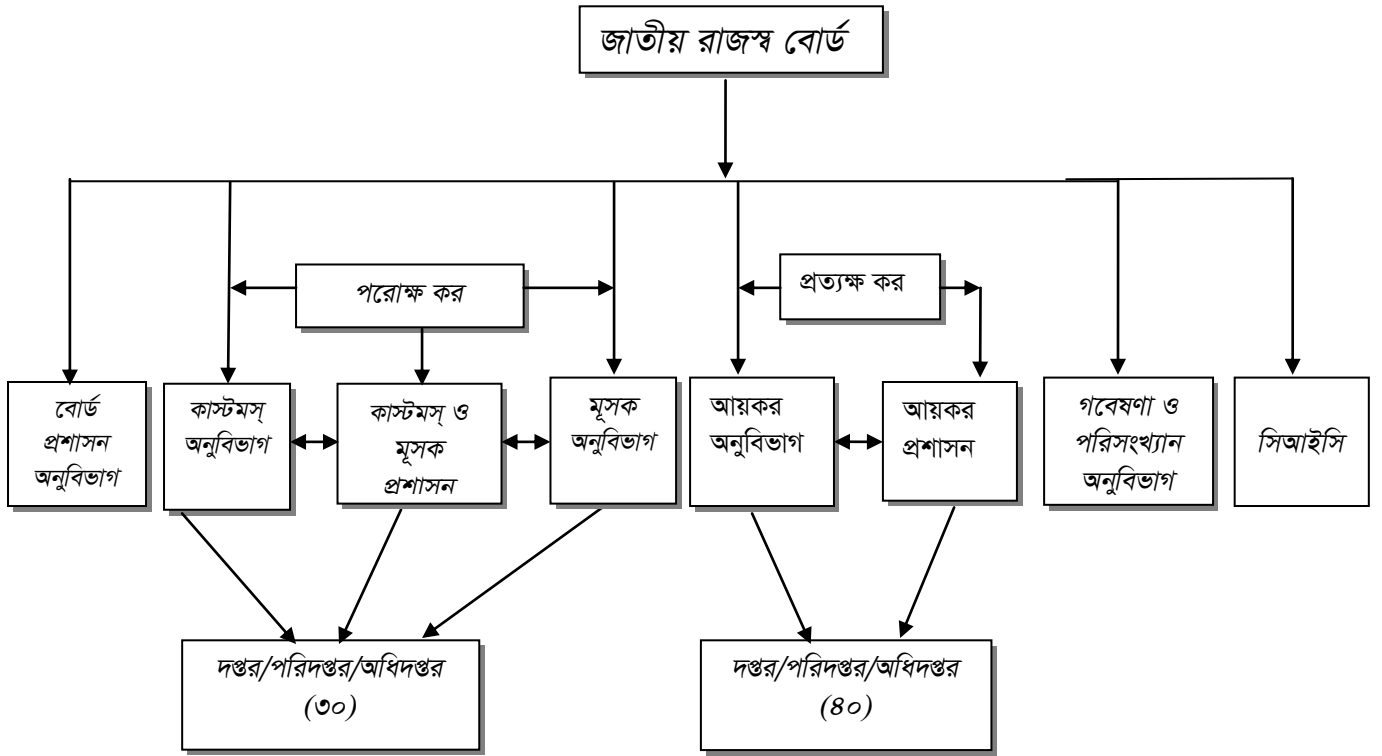 জাতীয় রাজস্ব বোর্ড
পরোক্ষ কর
প্রত্যক্ষ কর
বোর্ড
প্রশাসন
অনুবিভাগ
কাস্টমস্
অনুবিভাগ
কাস্টমস্ ও
মূসক
প্রশাসন
মূসক
অনুবিভাগ
আয়কর
অনুবিভাগ
আয়কর
প্রশাসন
গবেষণা ও
পরিসংখ্যান
অনুবিভাগ
সিআইসি
দপ্তর/পরিদপ্তর/অধিদপ্তর
(৩০)
দপ্তর/পরিদপ্তর/অধিদপ্তর
(৪০)